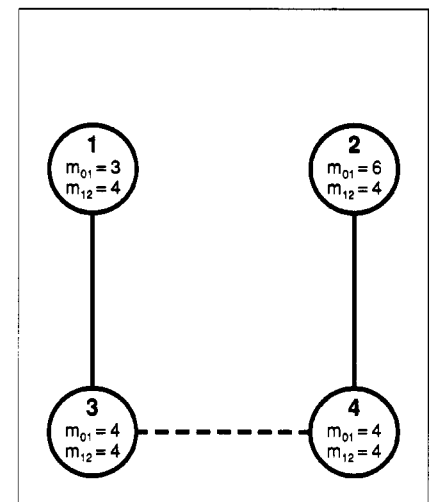 1
m₀₁ = 3
m₁₂ = 4
2
m₀₁ = 6
m₁₂ = 4
3
m₀₁ = 4
m₁₂ = 4
4
m₀₁ = 4
m₁₂ = 4